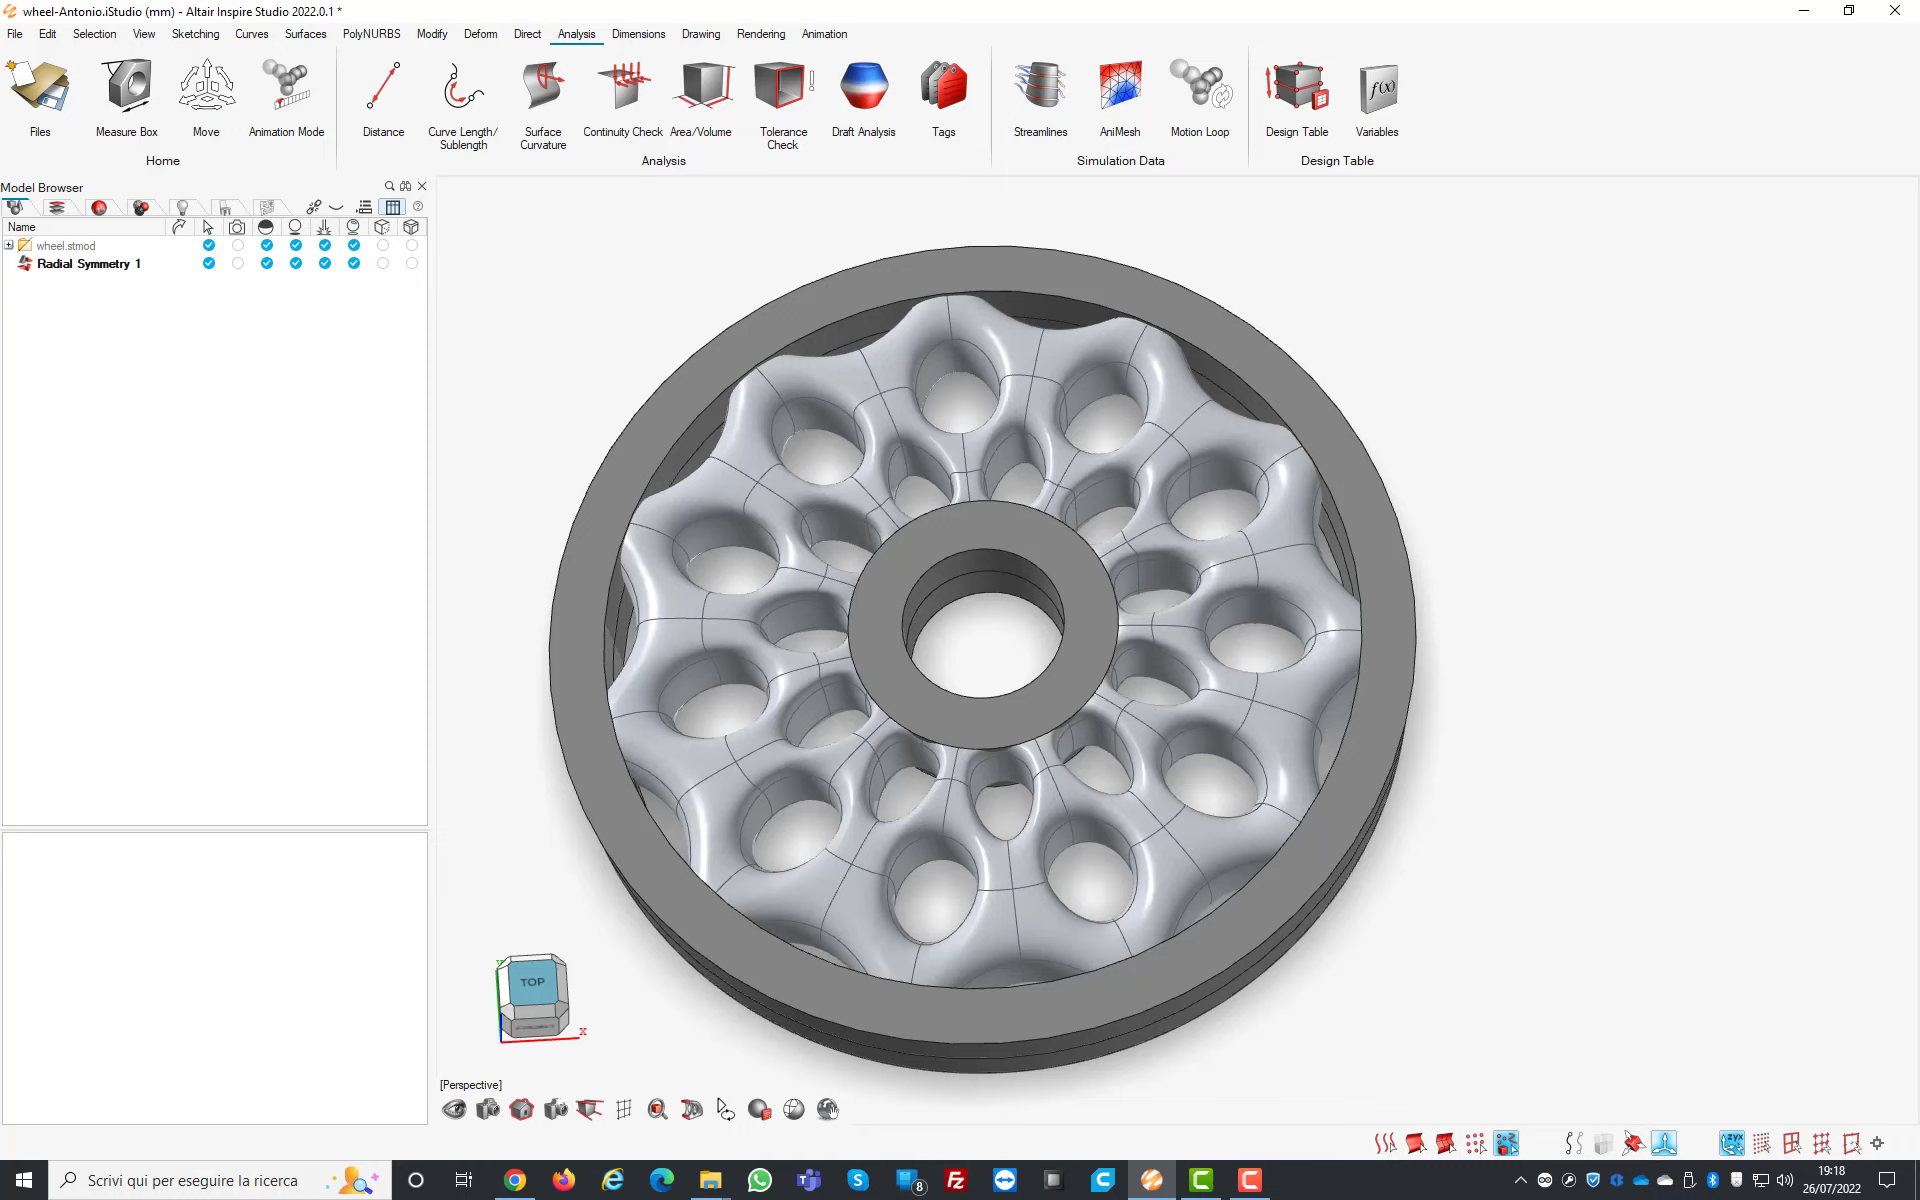 wheel-Antonio.iStudio (mm) - Altair Inspire Studio 2022.0.1 *
File Edit Selection View Sketching Curves Surfaces PolyNURBS Modify Deform Direct Analysis Dimensions Drawing Rendering Animation
f(x)
Files Measure Box Move Animation Mode Distance Curve Length/ Sublength Surface Curvature Continuity Check Area/Volume Tolerance Check Draft Analysis Tags Streamlines AniMesh Motion Loop Design Table Variables
Home Analysis Simulation Data Design Table
Model Browser
Name
wheel.stmod
Radial Symmetry 1
Y
TOP
X
[Perspective]
zyx
Scrivi qui per eseguire la ricerca
8
19:18
26/07/2022